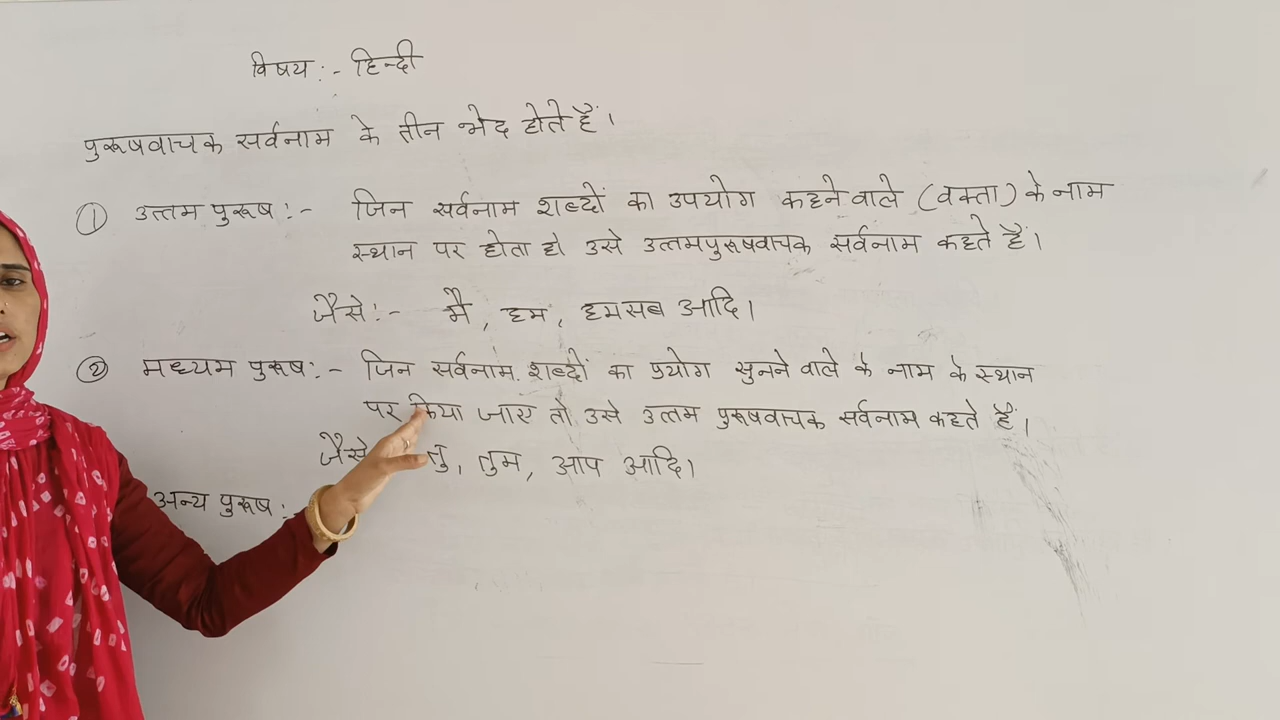 विषय :- हिन्दी
पुरूषवाचक सर्वनाम के तीन भेद होते हैं।
① उत्तम पुरूष :- जिन सर्वनाम शब्दों का उपयोग कहने वाले (वक्ता) के नाम
स्थान पर होता हो उसे उत्तमपुरूषवाचक सर्वनाम कहते हैं।
जैसे :- मै , हम , हमसब आदि।
② मध्यम पुरूष :- जिन सर्वनाम शब्दों का प्रयोग सुनने वाले के नाम के स्थान
पर किया जाए तो उसे उत्तम पुरूषवाचक सर्वनाम कहते हैं।
जैसे तु , तुम , आप आदि।
अन्य पुरूष :-